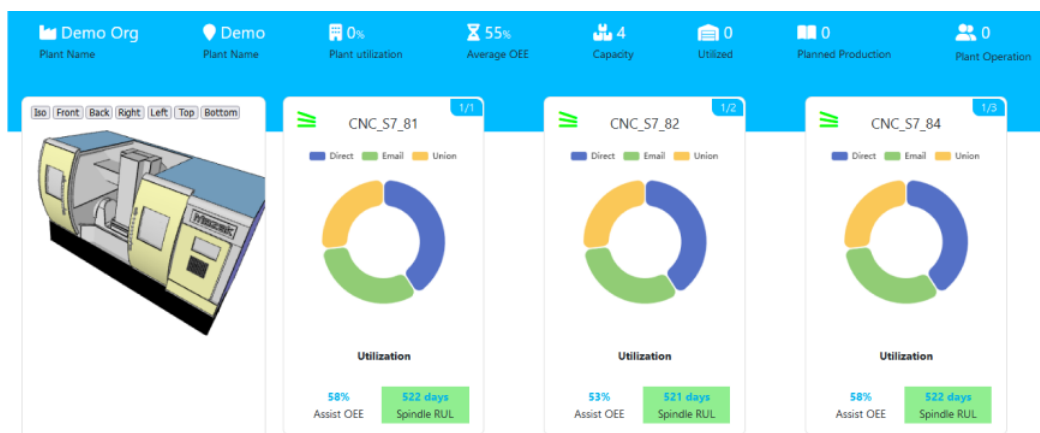 Demo Org
Plant Name
Demo
Plant Name
0%
Plant utilization
55%
Average OEE
4
Capacity
0
Utilized
0
Planned Production
0
Plant Operation
Iso Front Back Right Left Top Bottom
Mazak
1/1
CNC_S7_81
Direct Email Union
Utilization
58%
Assist OEE
522 days
Spindle RUL
1/2
CNC_S7_82
Direct Email Union
Utilization
53%
Assist OEE
521 days
Spindle RUL
1/3
CNC_S7_84
Direct Email Union
Utilization
58%
Assist OEE
522 days
Spindle RUL